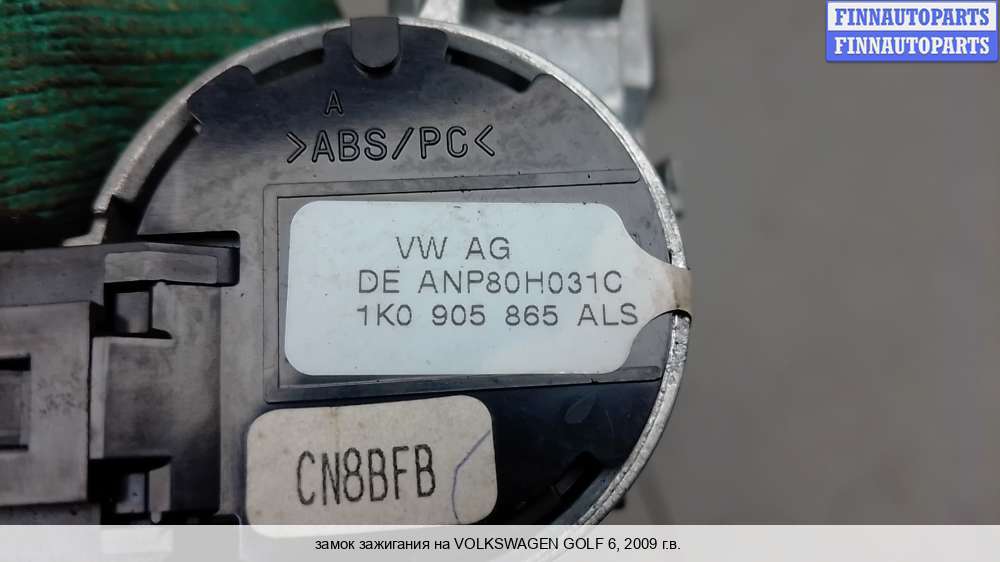 FINNAUTOPARTS
FINNAUTOPARTS
A
>ABS/PC<
VW AG
DE ANP80H031C
1K0 905 865 ALS
CN8BFB
замок зажигания на VOLKSWAGEN GOLF 6, 2009 г.в.